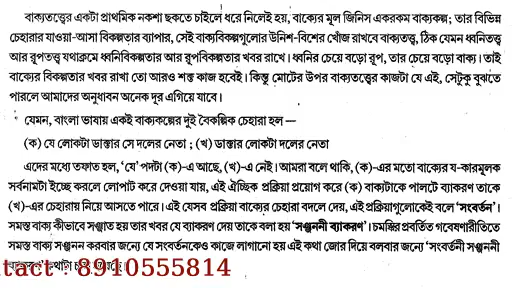 বাক্যতত্ত্বের একটা প্রাথমিক নকশা ছকতে চাইলে ধরে নিলেই হয়, বাক্যের মূল জিনিস একরকম বাক্যকল্প; তার বিভিন্ন
চেহারার যাওয়া-আসা বিকল্পতার ব্যাপার, সেই বাক্যবিকল্পগুলোর উনিশ-বিশের খোঁজ রাখবে বাক্যতত্ত্ব, ঠিক যেমন ধ্বনিতত্ত্ব
আর রূপতত্ত্ব যথাক্রমে ধ্বনিবিকল্পতার আর রূপবিকল্পতার খবর রাখে। ধ্বনির চেয়ে বড়ো রূপ, তার চেয়ে বড়ো বাক্য। তাই
বাক্যের বিকল্পতার খবর রাখা তো আরও শক্ত কাজ হবেই। কিন্তু মোটের উপর বাক্যতত্ত্বের কাজটা যে এই, সেটুকু বুঝতে
পারলে আমাদের অনুধাবন অনেক দূর এগিয়ে যাবে।
যেমন, বাংলা ভাষায় একই বাক্যকল্পের দুই বৈকল্পিক চেহারা হল —
(ক) যে লোকটা ডাক্তার সে দলের নেতা ; (খ) ডাক্তার লোকটা দলের নেতা
এদের মধ্যে তফাত হল, 'যে' পদটা (ক)-এ আছে, (খ)-এ নেই। আমরা বলে থাকি, (ক)-এর মতো বাক্যের য-কারমূলক
সর্বনামটা ইচ্ছে করলে লোপাট করে দেওয়া যায়, এই ঐচ্ছিক প্রক্রিয়া প্রয়োগ করে (ক) বাক্যটাকে পালটে ব্যাকরণ তাকে
(খ)-এর চেহারায় নিয়ে আসতে পারে। এই যেসব প্রক্রিয়া বাক্যের চেহারা বদলে দেয়, এই প্রক্রিয়াগুলোকেই বলে 'সংবর্তন'।
সমস্ত বাক্য কীভাবে সঞ্জাত হয় তার খবর যে ব্যাকরণ দেয় তাকে বলা হয় 'সঞ্জননী ব্যাকরণ'। চমস্কির প্রবর্তিত গবেষণারীতিতে
সমস্ত বাক্য সঞ্জনন করবার জন্যে যে সংবর্তনকেও কাজে লাগানো হয় এই কথা জোর দিয়ে বলবার জন্যে 'সংবর্তনী সঞ্জননী
ntact : 8910555814